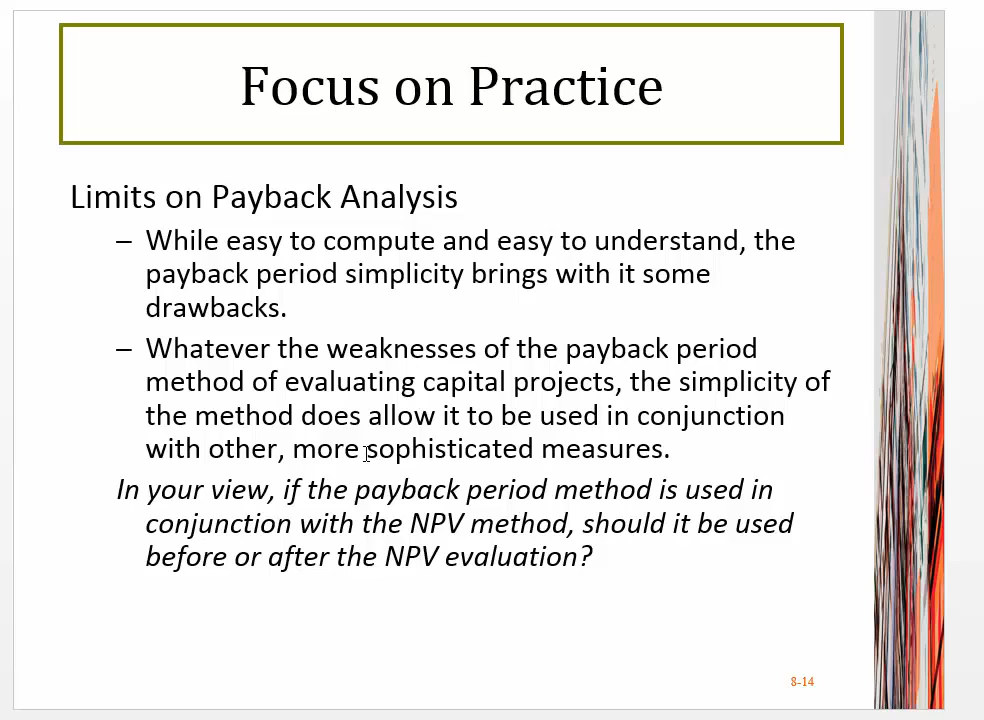 Focus on Practice
Limits on Payback Analysis
– While easy to compute and easy to understand, the
payback period simplicity brings with it some
drawbacks.
– Whatever the weaknesses of the payback period
method of evaluating capital projects, the simplicity of
the method does allow it to be used in conjunction
with other, more sophisticated measures.
In your view, if the payback period method is used in
conjunction with the NPV method, should it be used
before or after the NPV evaluation?
8-14